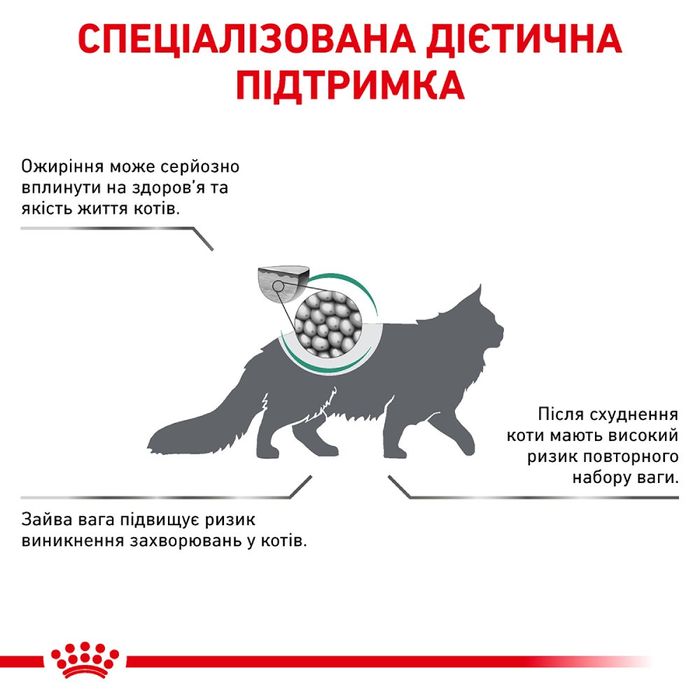 СПЕЦІАЛІЗОВАНА ДІЄТИЧНА
ПІДТРИМКА
Ожиріння може серйозно
вплинути на здоров’я та
якість життя котів.
Після схуднення
коти мають високий
ризик повторного
набору ваги.
Зайва вага підвищує ризик
виникнення захворювань у котів.